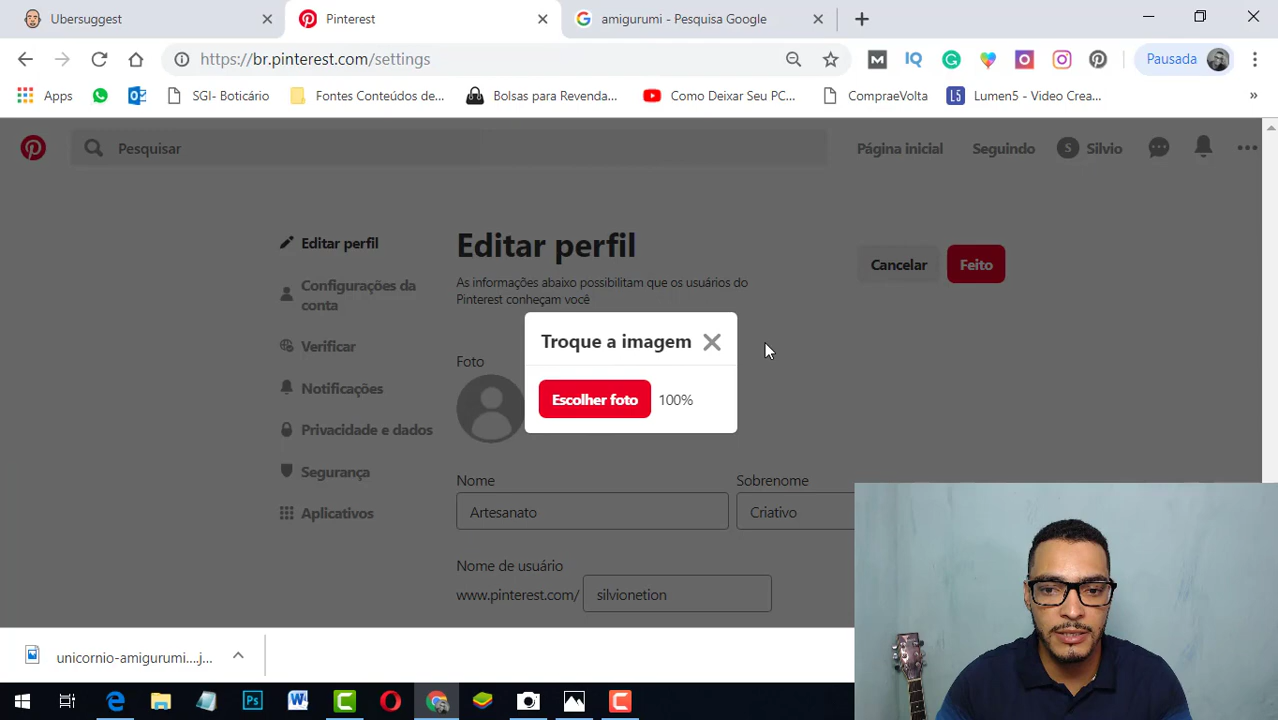 Ubersuggest
Pinterest
amigurumi - Pesquisa Google
https://br.pinterest.com/settings
M
IQ
G
Pausada
Apps
SGI- Boticário
Fontes Conteúdos de...
Bolsas para Revenda...
Como Deixar Seu PC...
CompraeVolta
L5
Lumen5 - Video Crea...
»
Pesquisar
Página inicial
Seguindo
S
Silvio
Editar perfil
Configurações da
conta
Verificar
Notificações
Privacidade e dados
Segurança
Aplicativos
Editar perfil
As informações abaixo possibilitam que os usuários do
Pinterest conheçam você
Cancelar
Feito
Foto
Troque a imagem
Escolher foto
100%
Nome
Artesanato
Sobrenome
Criativo
Nome de usuário
www.pinterest.com/
silvionetion
unicornio-amigurumi....j...
Ps